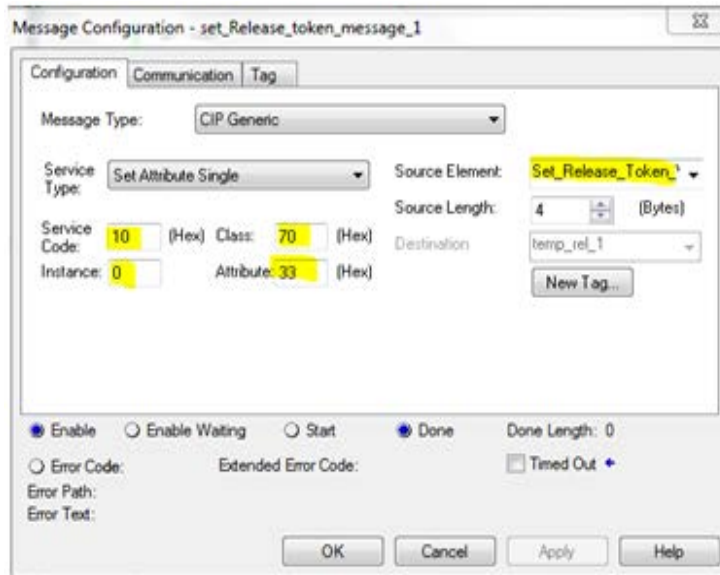 Message Configuration - set_Release_token_message_1
Configuration Communication Tag
Message Type: CIP Generic
Service Type: Set Attribute Single
Source Element: Set_Release_Token_
Source Length: 4 (Bytes)
Service Code: 10 (Hex) Class: 70 (Hex)
Destination temp_rel_1
Instance: 0 Attribute: 33 (Hex)
New Tag...
Enable Enable Waiting Start Done Done Length: 0
Error Code: Extended Error Code: Timed Out
Error Path:
Error Text:
OK Cancel Apply Help